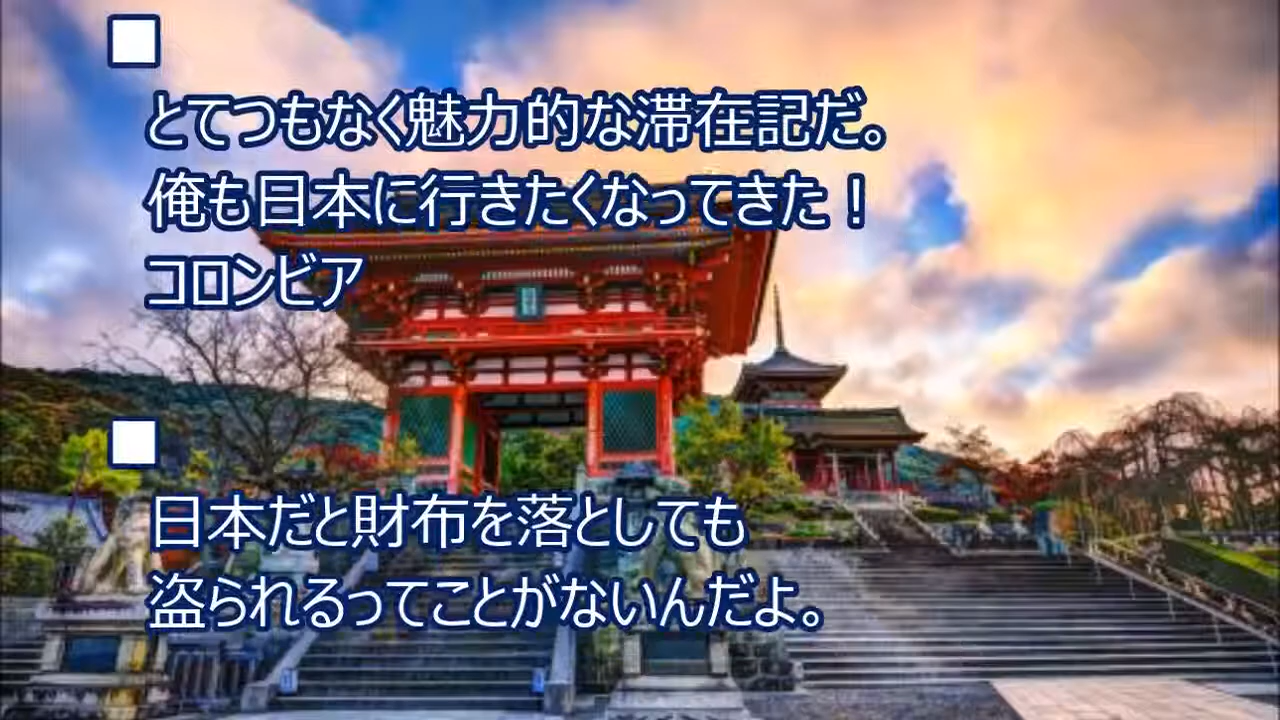 ■
とてつもなく魅力的な滞在記だ。
俺も日本に行きたくなってきた！
コロンビア
■
日本だと財布を落としても
盗られるってことがないんだよ。